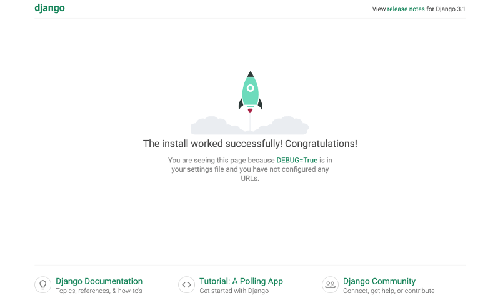 django
View release notes for Django 3.1
The install worked successfully! Congratulations!
You are seeing this page because DEBUG=True is in
your settings file and you have not configured any
URLs.
Django Documentation
Topics, references, & how-to's
Tutorial: A Polling App
Get started with Django
Django Community
Connect, get help, or contribute